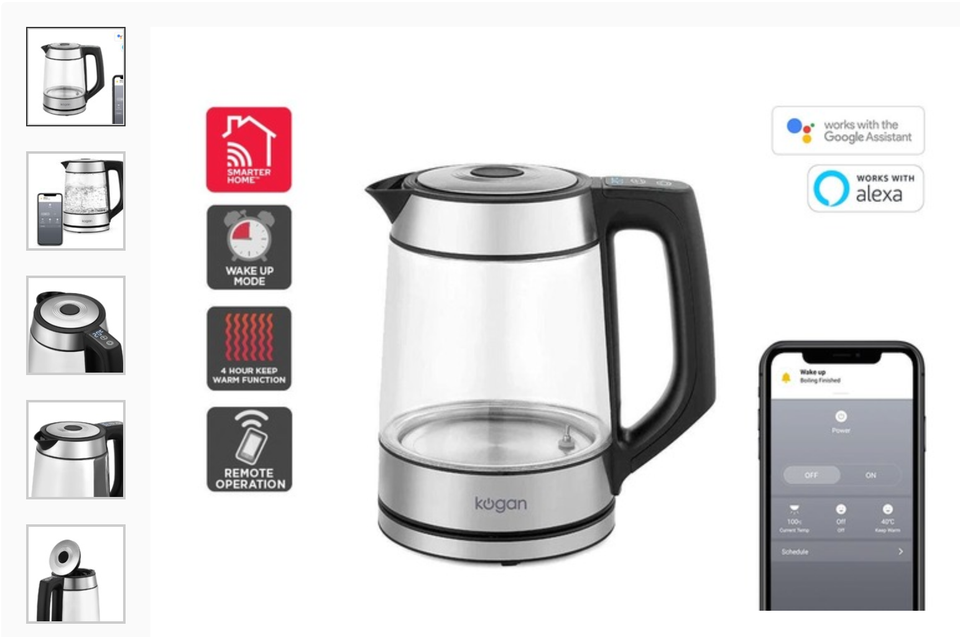 SMARTER
HOME™
WAKE UP
MODE
4 HOUR KEEP
WARM FUNCTION
REMOTE
OPERATION
kogan
works with the
Google Assistant
WORKS WITH
alexa
Wake up
Boiling Finished
Power
OFF ON
100°c Off 40°C
Current Temp Off Keep Warm
Schedule